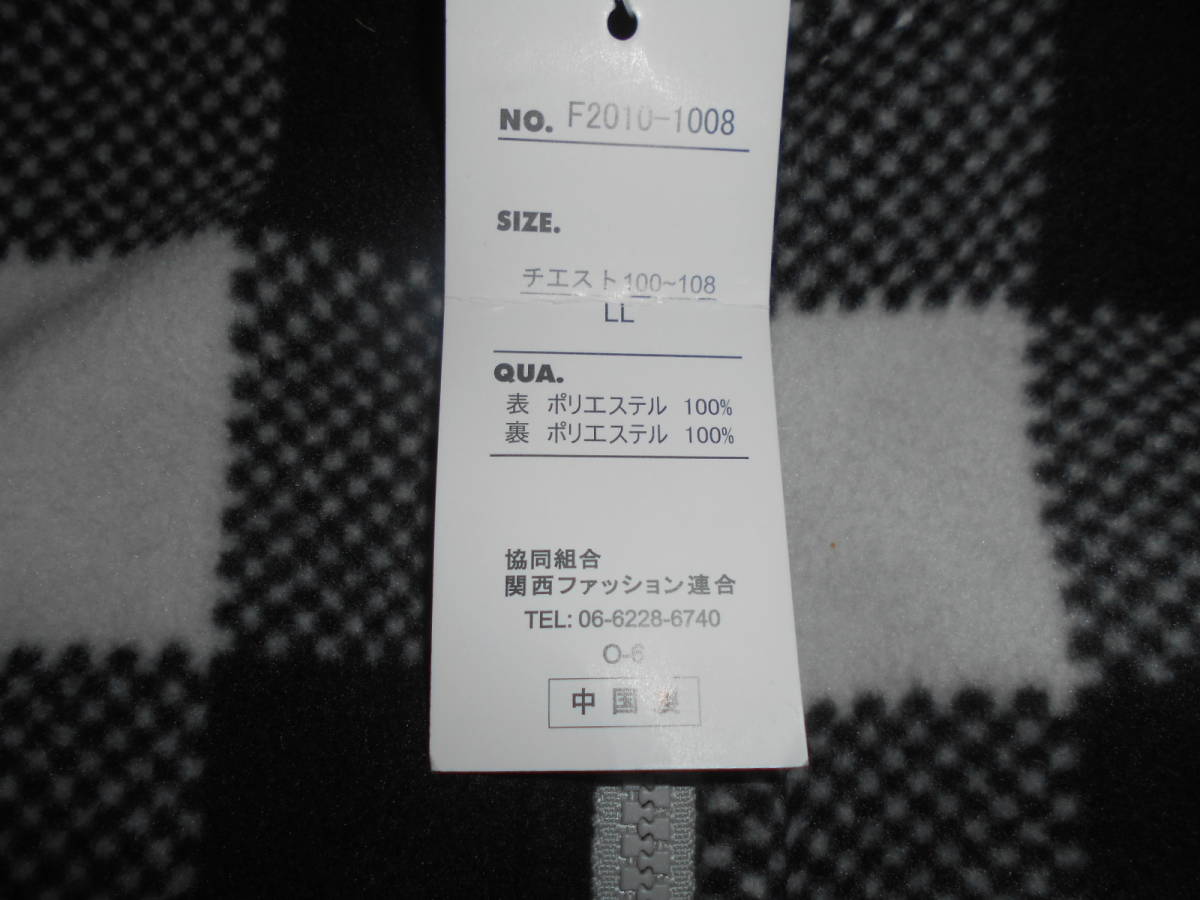 NO. F2010-1008
SIZE.
チエスト100~108
LL
QUA.
表 ポリエステル 100%
裏 ポリエステル 100%
協同組合
関西ファッション連合
TEL: 06-6228-6740
O-6
中国製